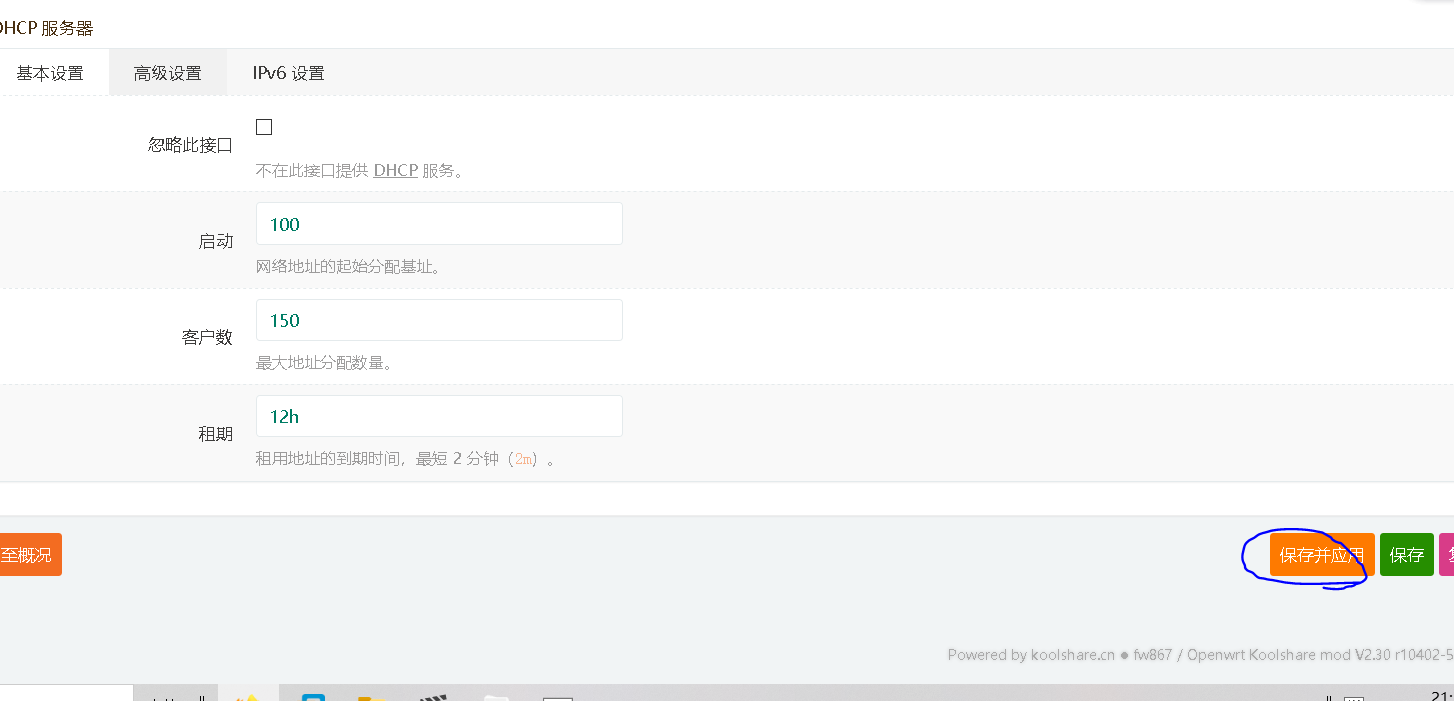 DHCP 服务器
基本设置 高级设置 IPv6 设置
忽略此接口
不在此接口提供 DHCP 服务。
启动
100
网络地址的起始分配基址。
客户数
150
最大地址分配数量。
租期
12h
租用地址的到期时间，最短 2 分钟（2m）。
至概况 保存并应用 保存
Powered by koolshare.cn ● fw867 / Openwrt Koolshare mod V2.30 r10402-5
21: